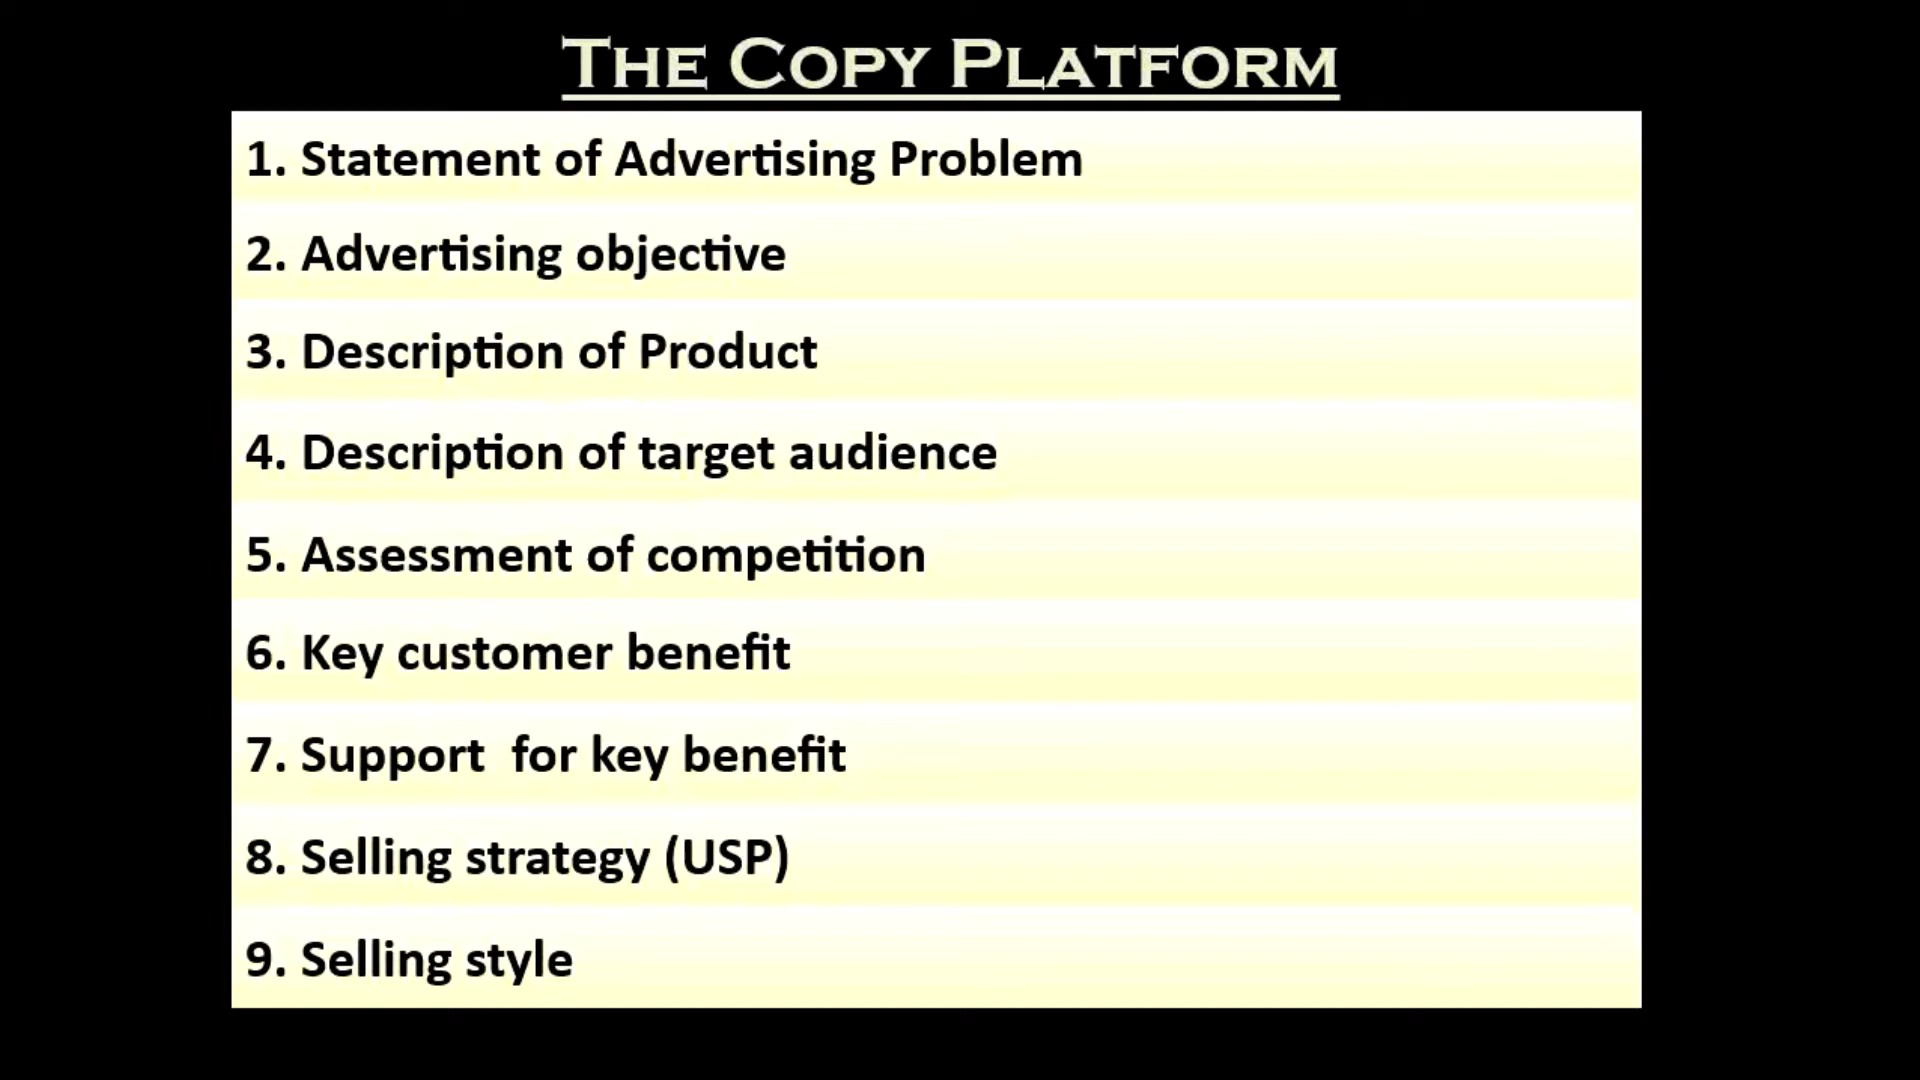 THE COPY PLATFORM
1. Statement of Advertising Problem
2. Advertising objective
3. Description of Product
4. Description of target audience
5. Assessment of competition
6. Key customer benefit
7. Support  for key benefit
8. Selling strategy (USP)
9. Selling style